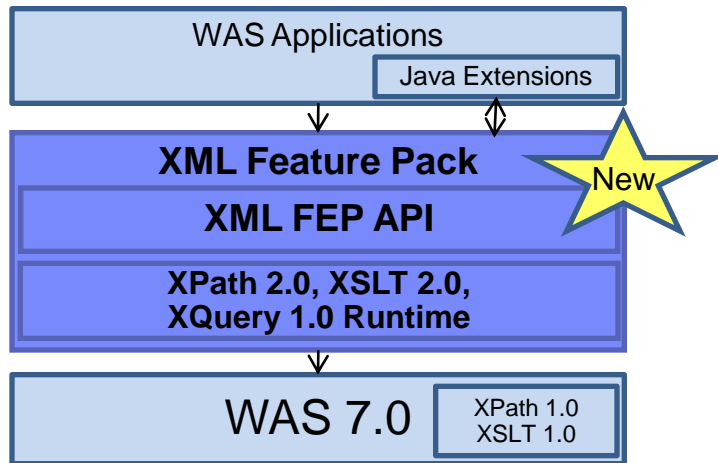 WAS Applications
Java Extensions
XML Feature Pack
New
XML FEP API
XPath 2.0, XSLT 2.0,
XQuery 1.0 Runtime
WAS 7.0
XPath 1.0
XSLT 1.0